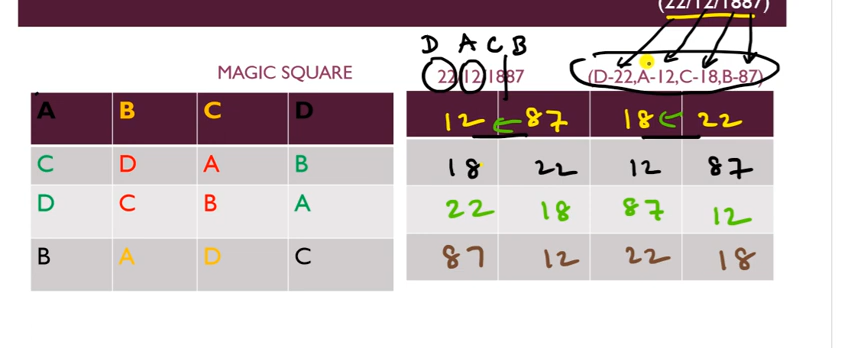 (22/12/1887)
D A C B
MAGIC SQUARE
22/12/1887
(D-22,A-12,C-18,B-87)
A B C D
12 ← 87 18 ← 22
C D A B
18 22 12 87
D C B A
22 18 87 12
B A D C
87 12 22 18